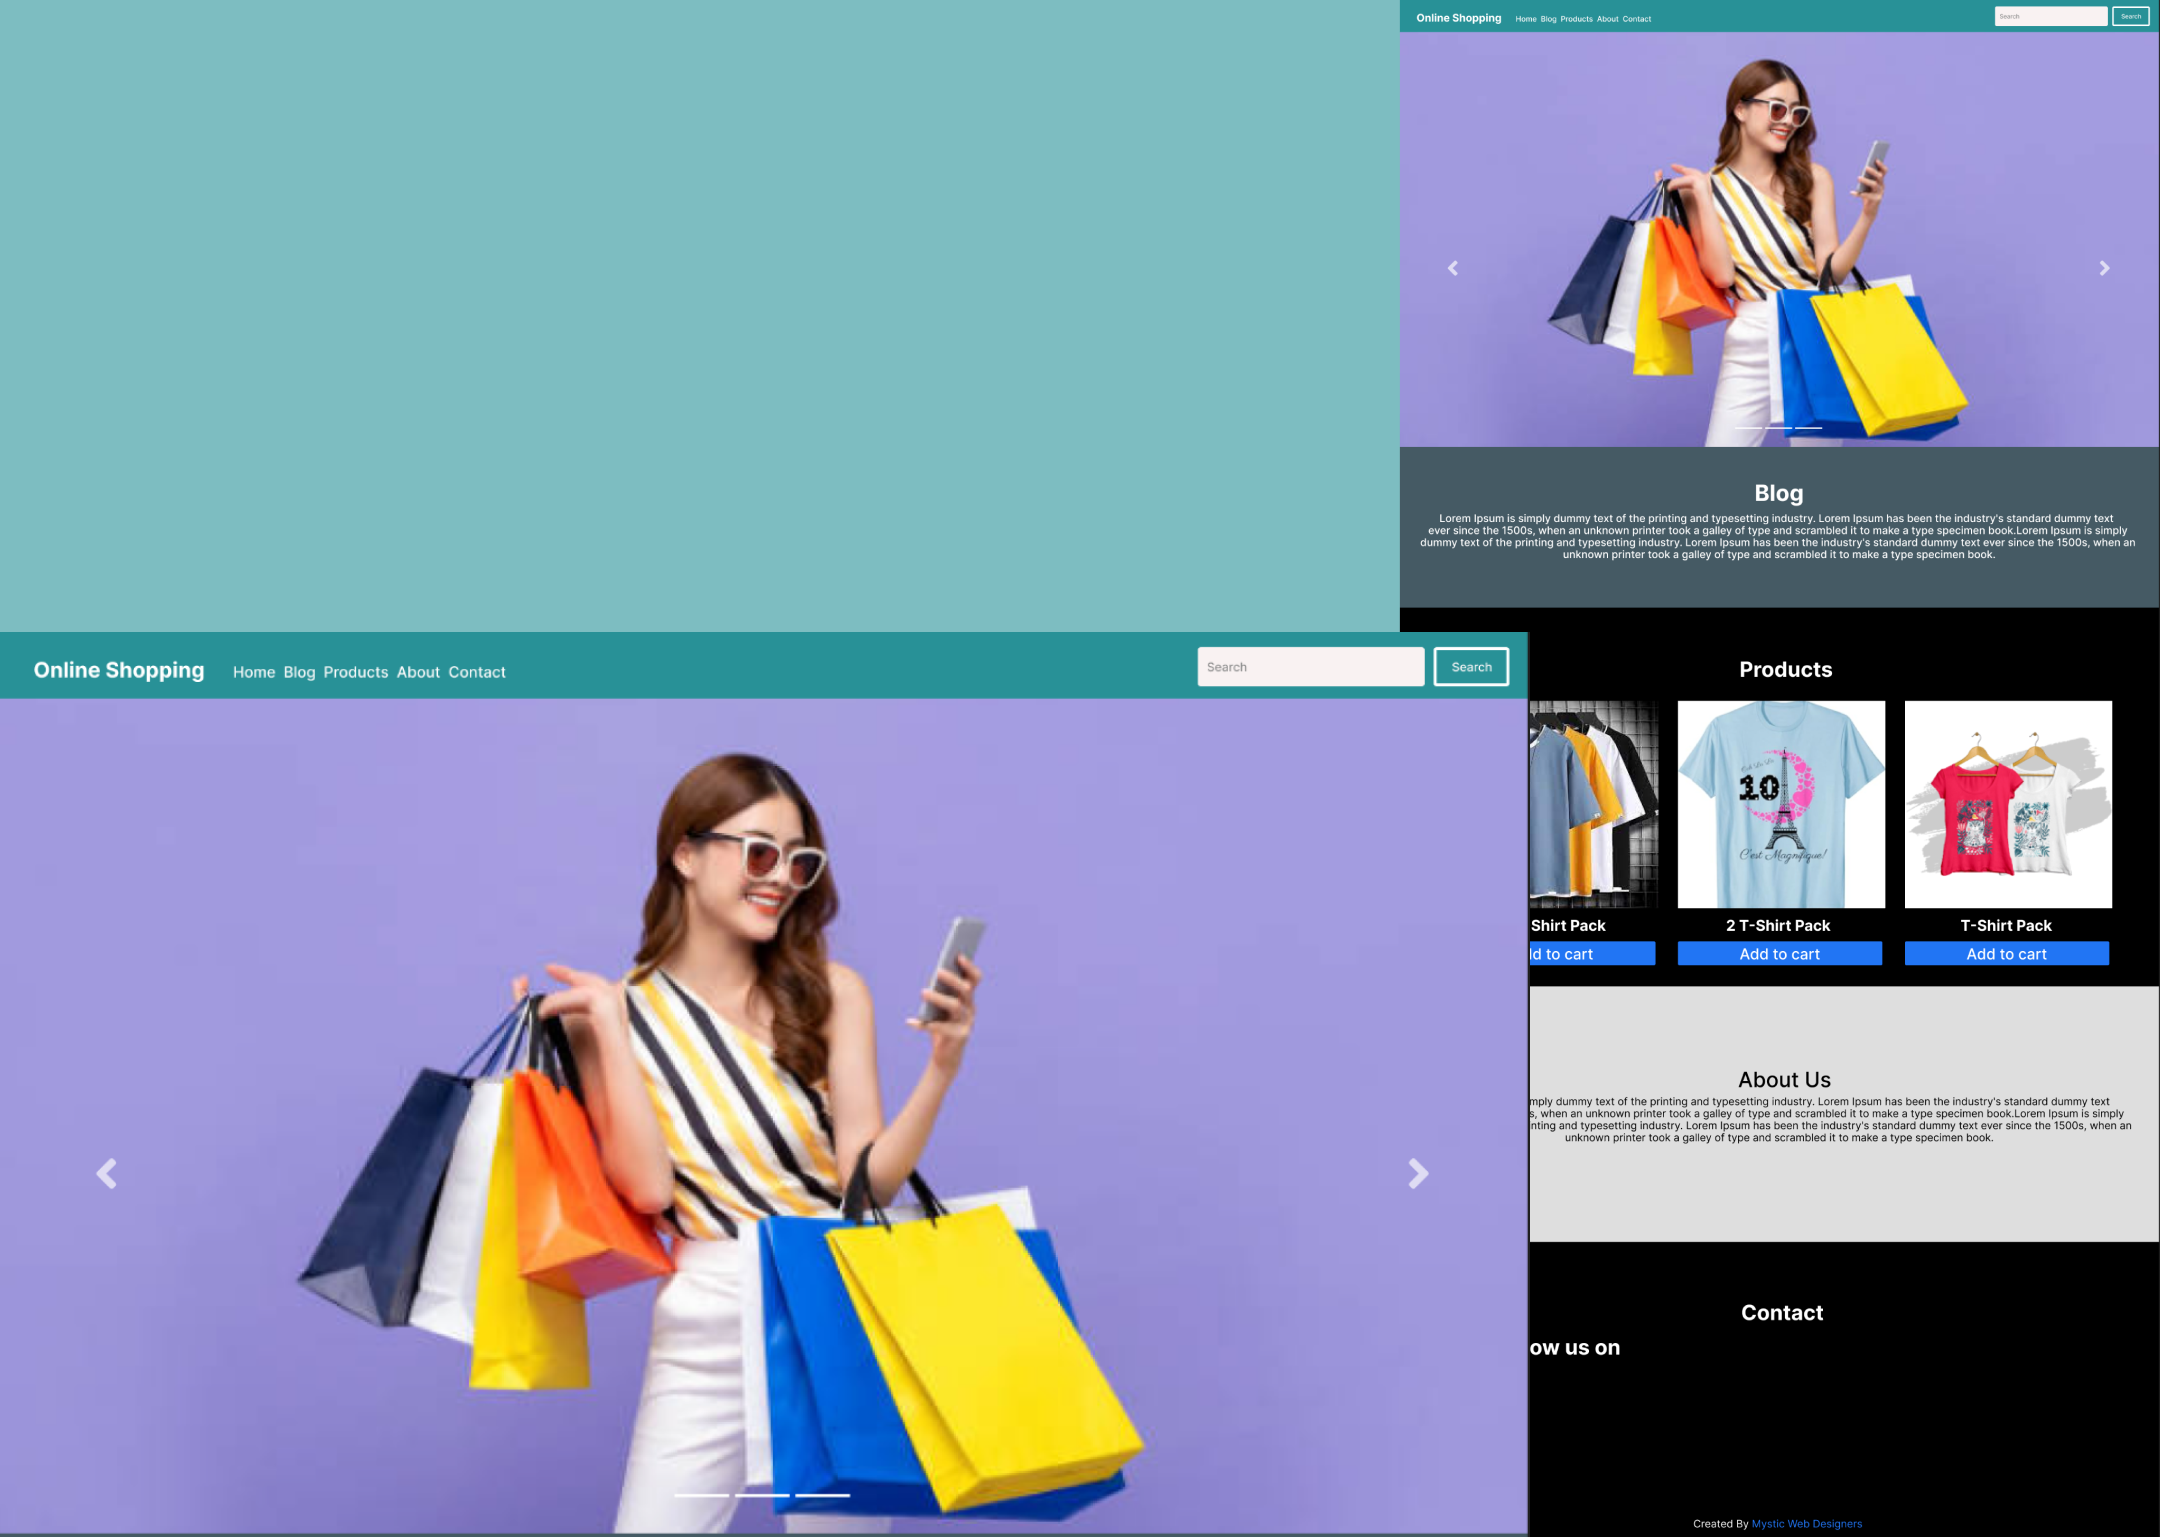 Online Shopping Home Blog Products About Contact Search Search
Blog
Lorem Ipsum is simply dummy text of the printing and typesetting industry. Lorem Ipsum has been the industry's standard dummy text
ever since the 1500s, when an unknown printer took a galley of type and scrambled it to make a type specimen book.Lorem Ipsum is simply
dummy text of the printing and typesetting industry. Lorem Ipsum has been the industry's standard dummy text ever since the 1500s, when an
unknown printer took a galley of type and scrambled it to make a type specimen book.
Online Shopping Home Blog Products About Contact Search Search
Products
10
C'est Magnifique!
Shirt Pack
2 T-Shirt Pack
T-Shirt Pack
d to cart
Add to cart
Add to cart
About Us
mply dummy text of the printing and typesetting industry. Lorem Ipsum has been the industry's standard dummy text
s, when an unknown printer took a galley of type and scrambled it to make a type specimen book.Lorem Ipsum is simply
nting and typesetting industry. Lorem Ipsum has been the industry's standard dummy text ever since the 1500s, when an
unknown printer took a galley of type and scrambled it to make a type specimen book.
Contact
ow us on
Created By Mystic Web Designers